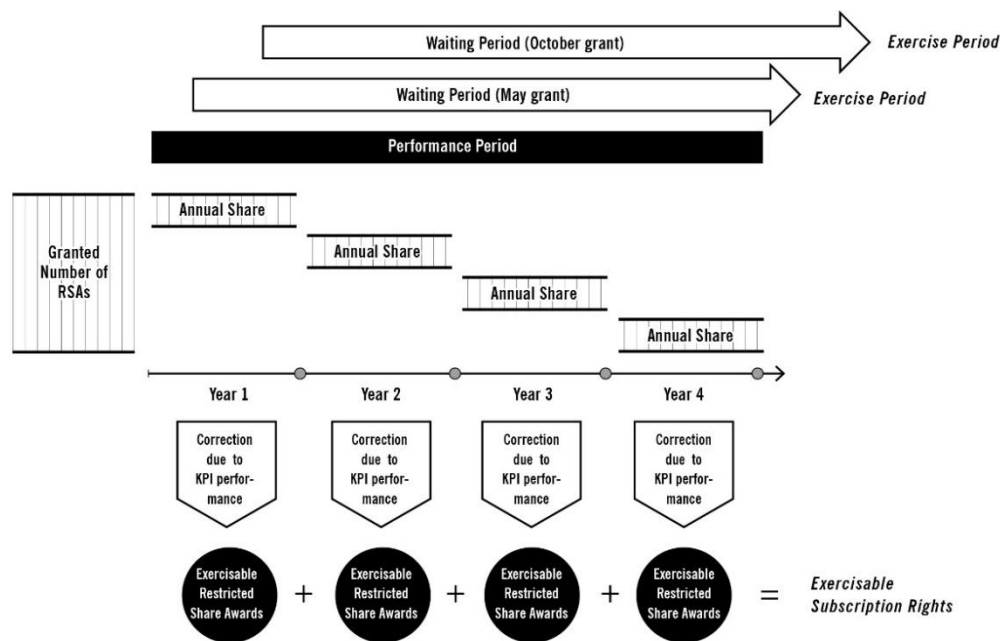 Waiting Period (October grant)
Exercise Period
Waiting Period (May grant)
Exercise Period
Performance Period
Granted
Number of
RSAs
Annual Share
Annual Share
Annual Share
Annual Share
Year 1
Year 2
Year 3
Year 4
Correction
due to
KPI perfor-
mance
Correction
due to
KPI perfor-
mance
Correction
due to
KPI perfor-
mance
Correction
due to
KPI perfor-
mance
Exercisable
Restricted
Share Awards
+
Exercisable
Restricted
Share Awards
+
Exercisable
Restricted
Share Awards
+
Exercisable
Restricted
Share Awards
=
Exercisable
Subscription Rights